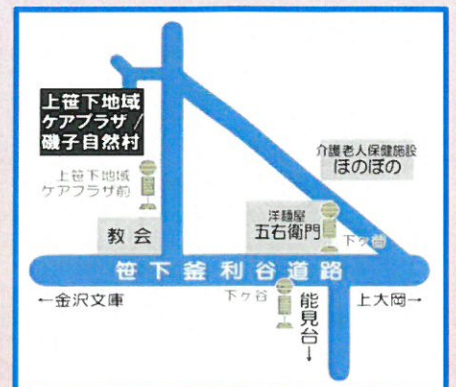 上笹下地域
ケアプラザ/
磯子自然村
上笹下地域
ケアプラザ前
教会
介護老人保健施設
ほのぼの
洋麺屋
五右衛門
下ヶ谷
笹下釜利谷道路
←金沢文庫
下ヶ谷
能見台→
上大岡→